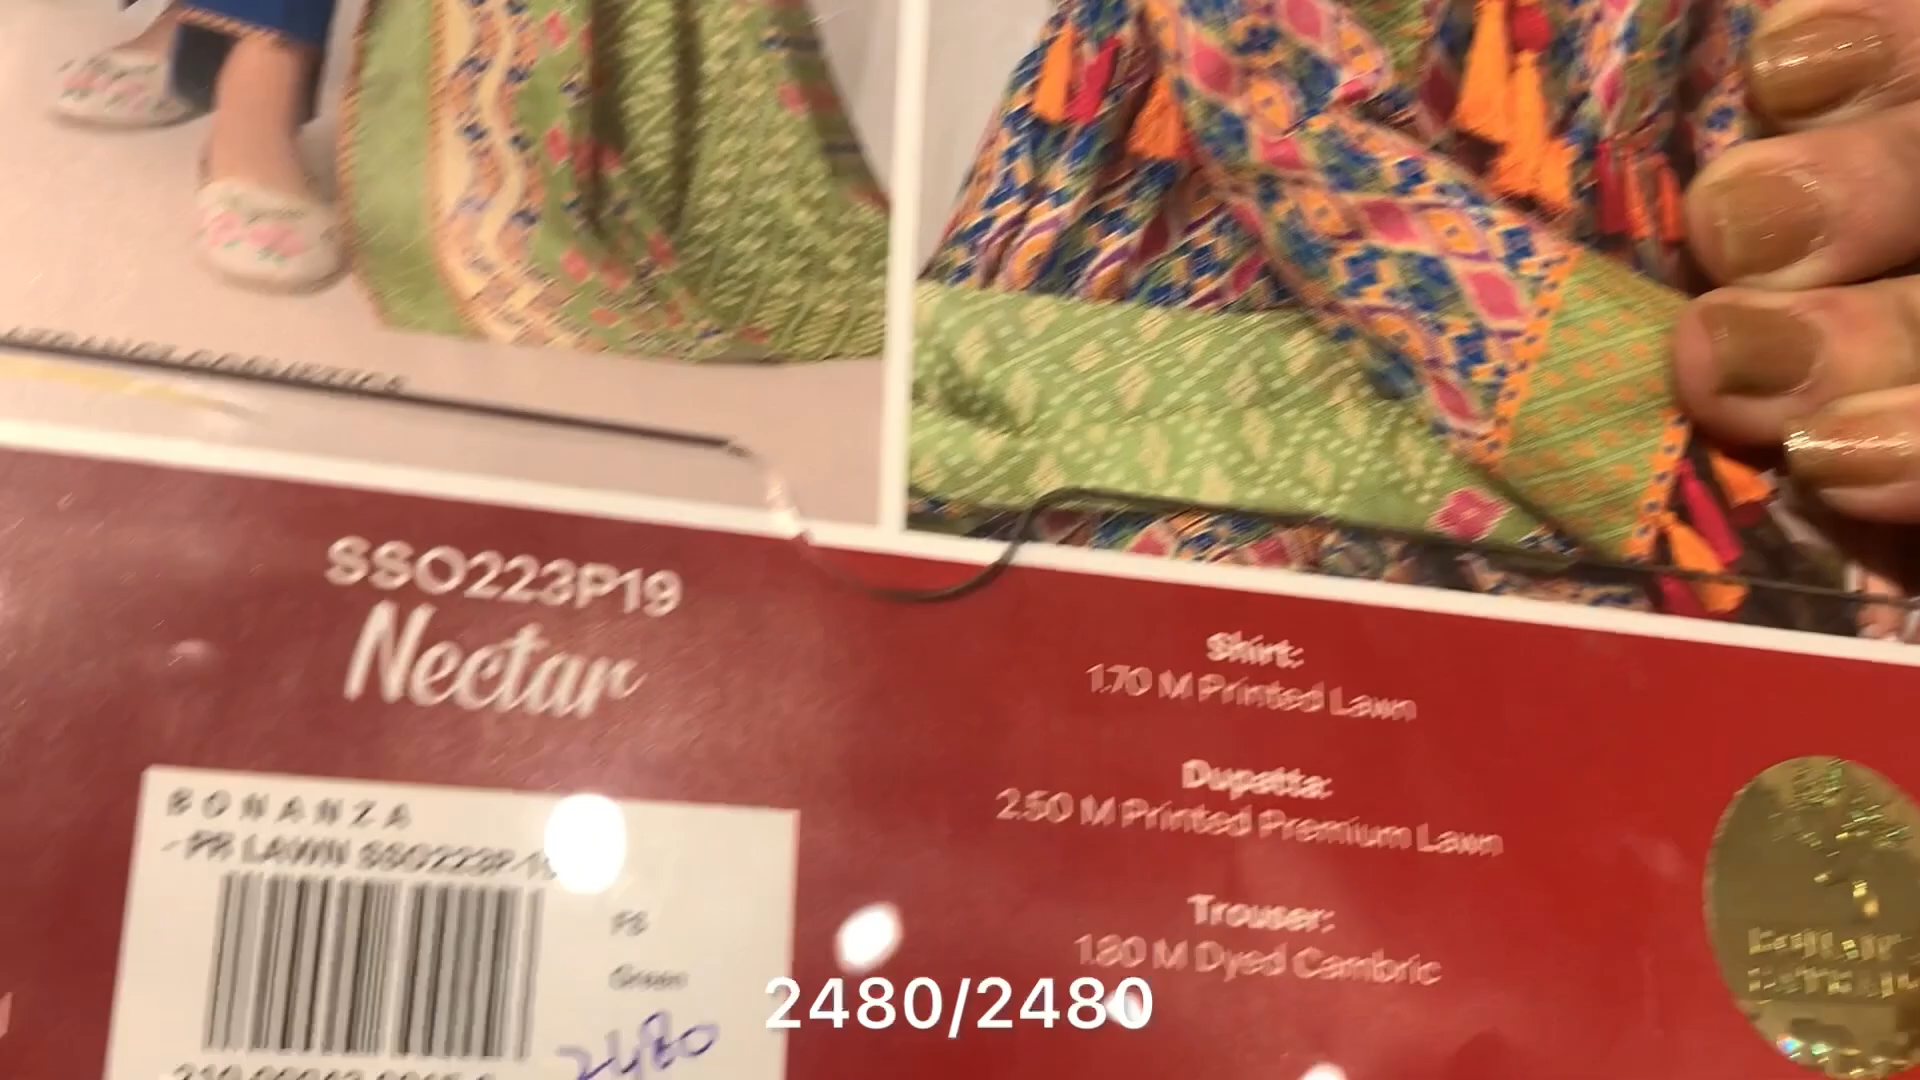 SSO223P19
Nectar
Shirt:
1.70 M Printed Lawn
Dupatta:
2.50 M Printed Premium Lawn
Trouser:
1.80 M Dyed Cambric
BONANZA
- PR LAWN SSO223P-19
FS
Green
2480
2480/2480